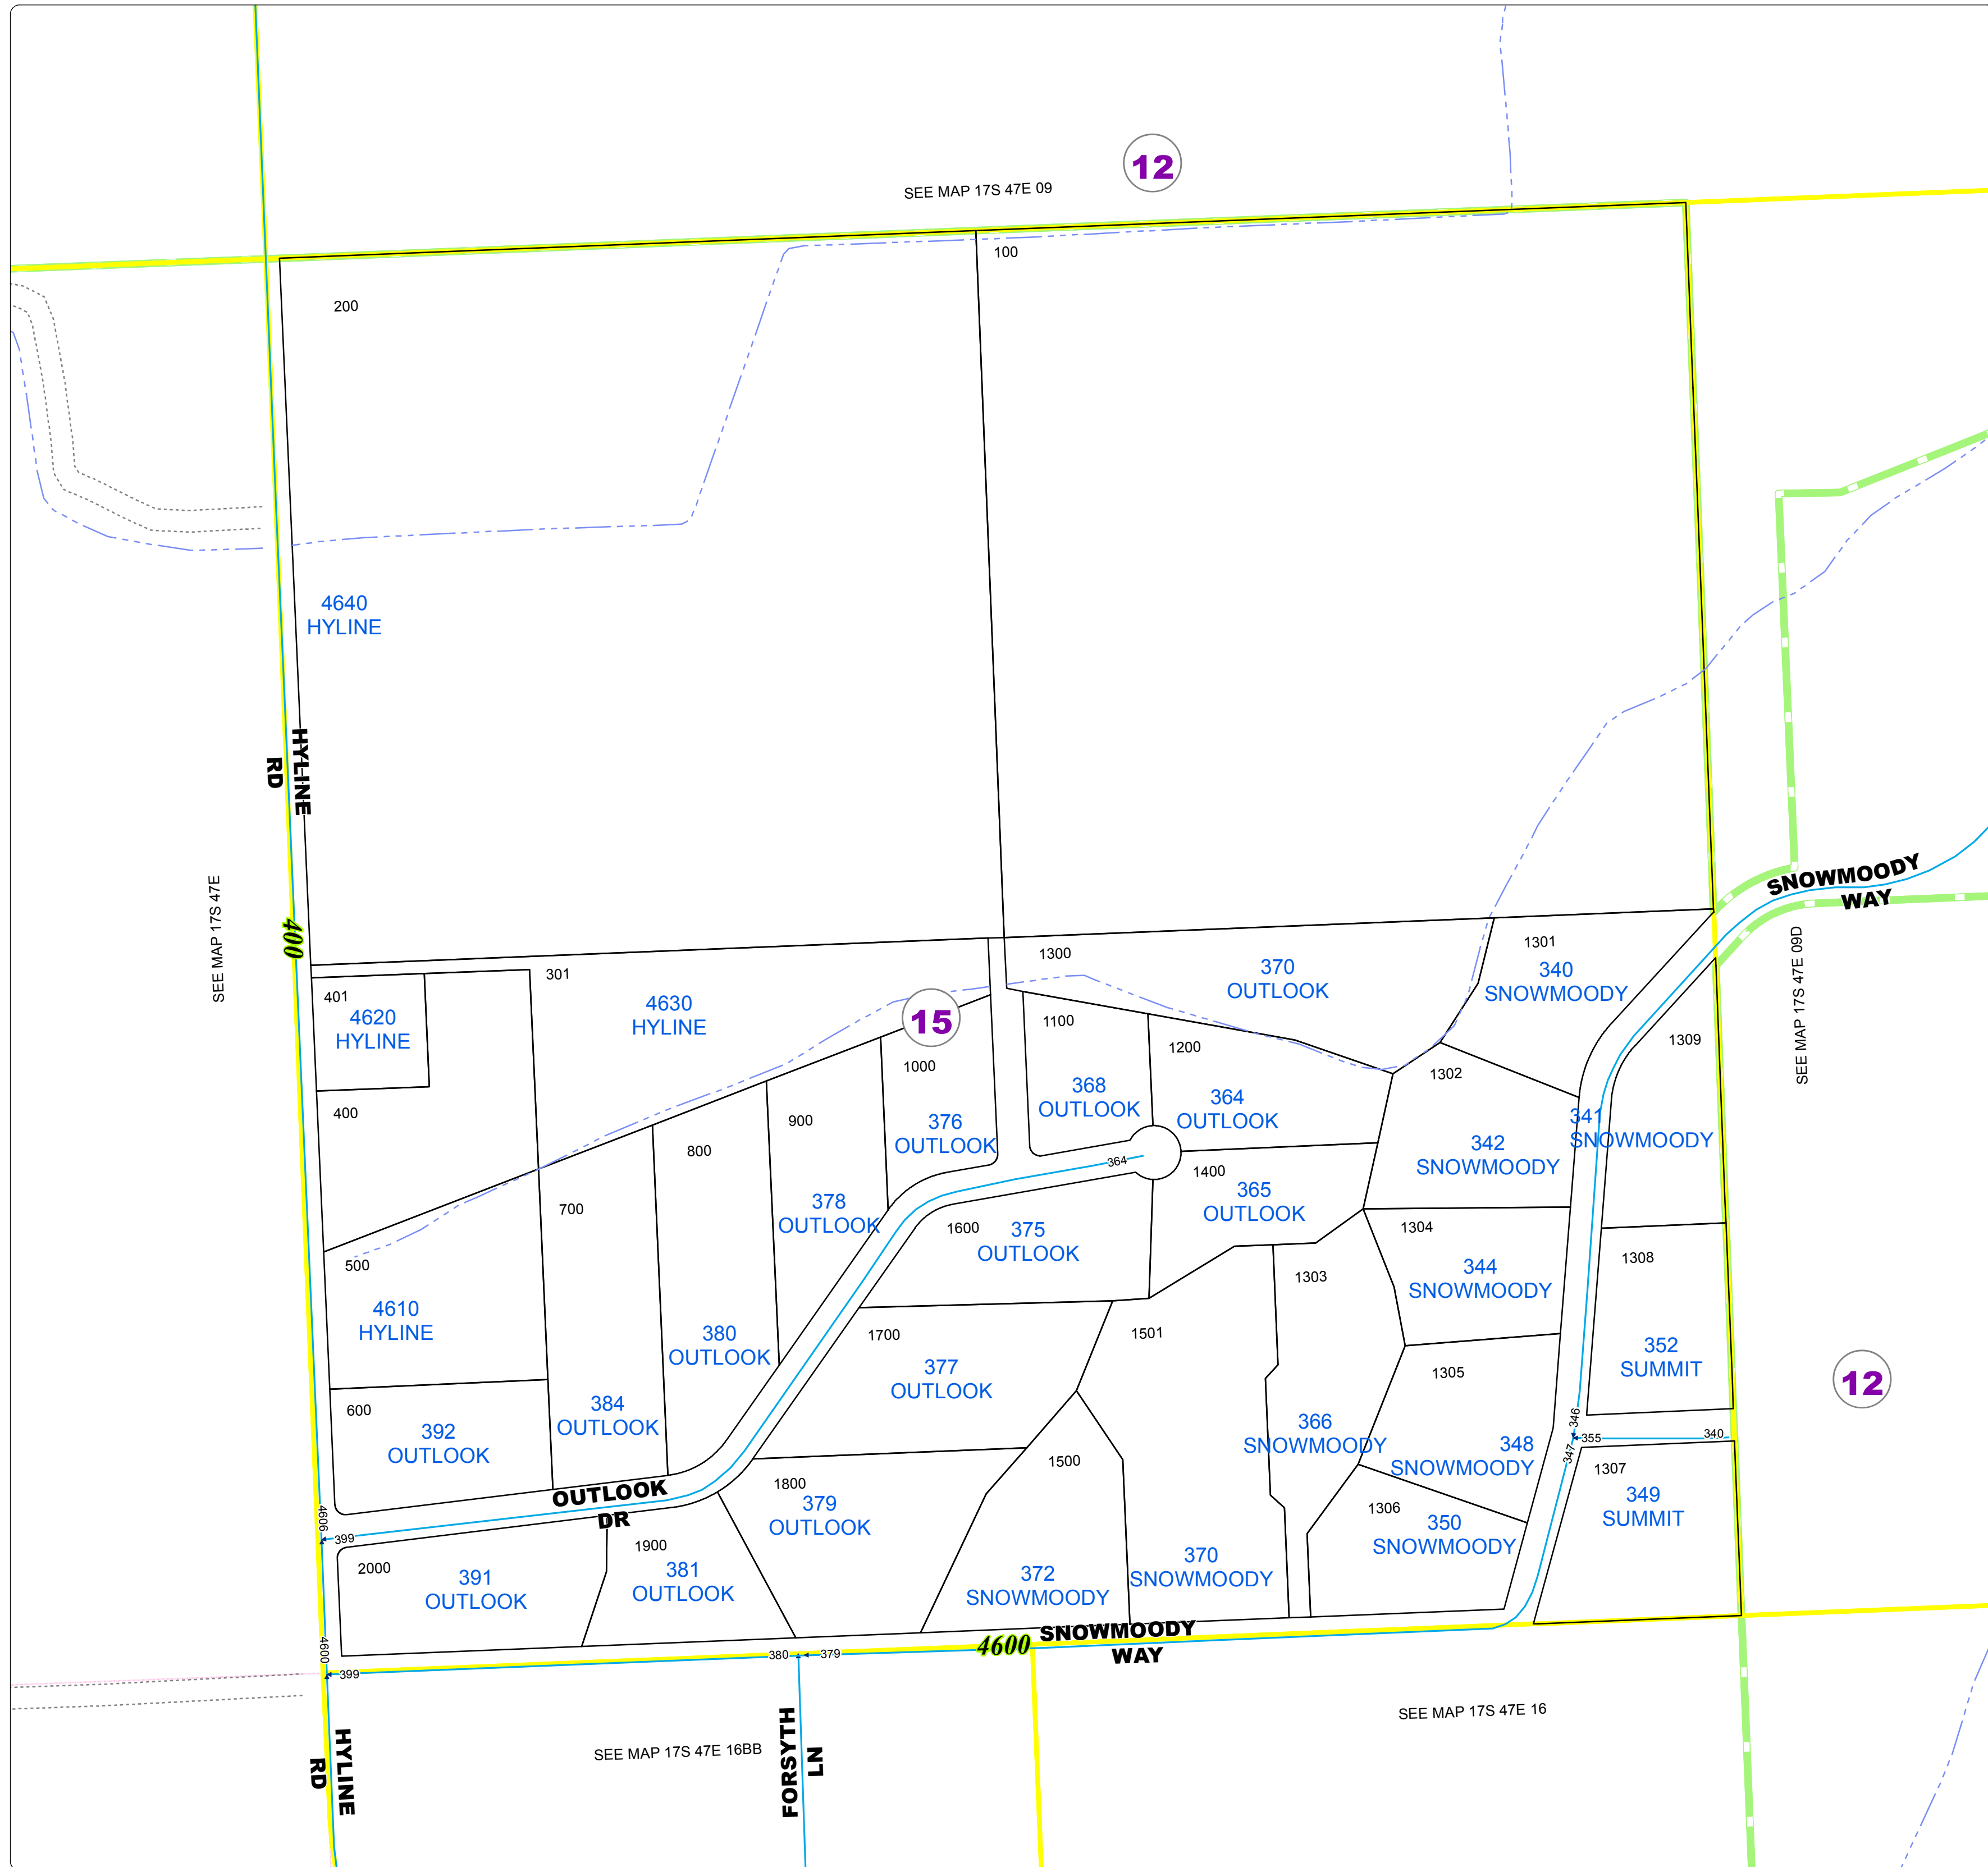 12
SEE MAP 17S 47E 09
100
200
4640
HYLINE
HYLINE
RD
400
SEE MAP 17S 47E
SNOWMOODY
WAY
SEE MAP 17S 47E 09D
301
4630
HYLINE
401
4620
HYLINE
400
15
1300
370
OUTLOOK
1301
340
SNOWMOODY
1309
341
SNOWMOODY
1000
376
OUTLOOK
1100
368
OUTLOOK
1200
364
OUTLOOK
1302
342
SNOWMOODY
900
378
OUTLOOK
800
380
OUTLOOK
700
384
OUTLOOK
364
1400
365
OUTLOOK
1600
375
OUTLOOK
1304
344
SNOWMOODY
1308
352
SUMMIT
500
4610
HYLINE
1303
366
SNOWMOODY
1700
377
OUTLOOK
1501
370
SNOWMOODY
1305
348
SNOWMOODY
12
600
392
OUTLOOK
346
355
340
347
1307
349
SUMMIT
1500
372
SNOWMOODY
1800
379
OUTLOOK
1306
350
SNOWMOODY
OUTLOOK
DR
4606
399
2000
391
OUTLOOK
1900
381
OUTLOOK
4600
399
380
379
4600
SNOWMOODY
WAY
SEE MAP 17S 47E 16
SEE MAP 17S 47E 16BB
HYLINE
RD
FORSYTH
LN